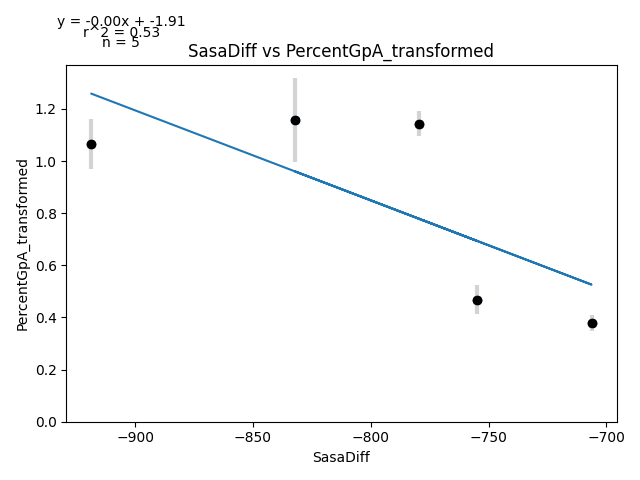 y = -0.00x + -1.91
r^2 = 0.53
n = 5
SasaDiff vs PercentGpA_transformed
PercentGpA_transformed
1.2
1.0
0.8
0.6
0.4
0.2
0.0
−900
−850
−800
−750
−700
SasaDiff